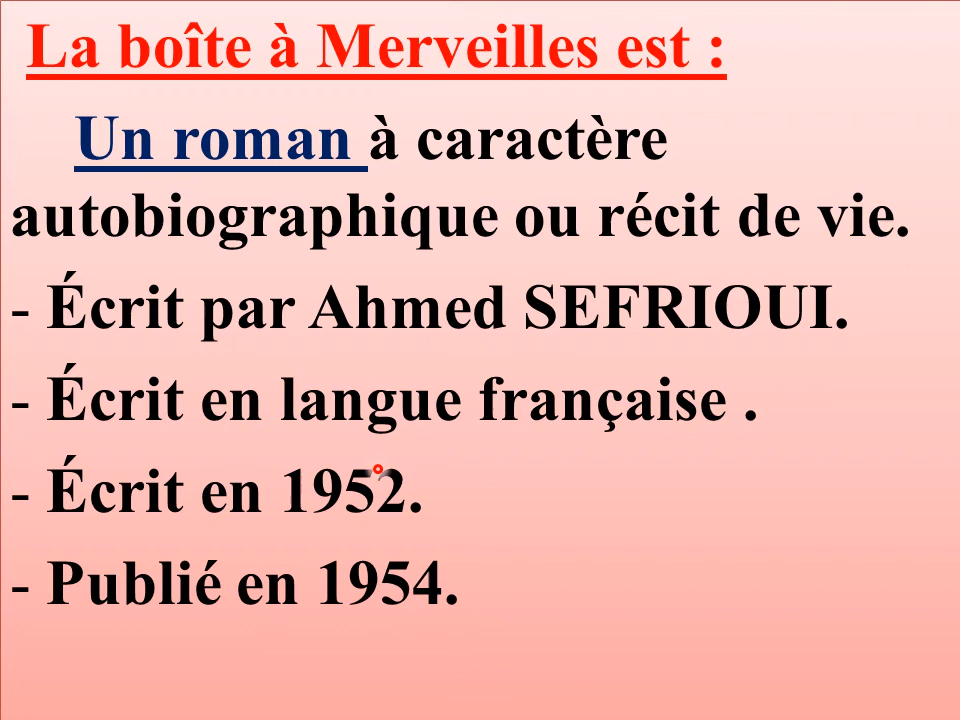 La boîte à Merveilles est :
Un roman à caractère
autobiographique ou récit de vie.
- Écrit par Ahmed SEFRIOUI.
- Écrit en langue française .
- Écrit en 1952.
- Publié en 1954.